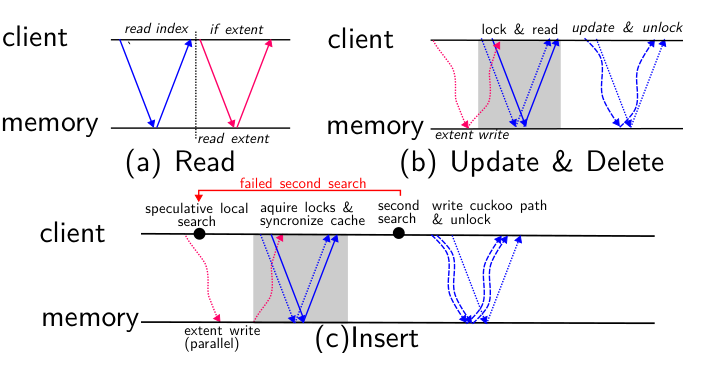 read index
if extent
client
memory
read extent
(a) Read
lock & read
update & unlock
client
memory
extent write
(b) Update & Delete
failed second search
speculative local
search
aquire locks &
syncronize cache
second
search
write cuckoo path
& unlock
client
memory
extent write
(parallel)
(c)Insert